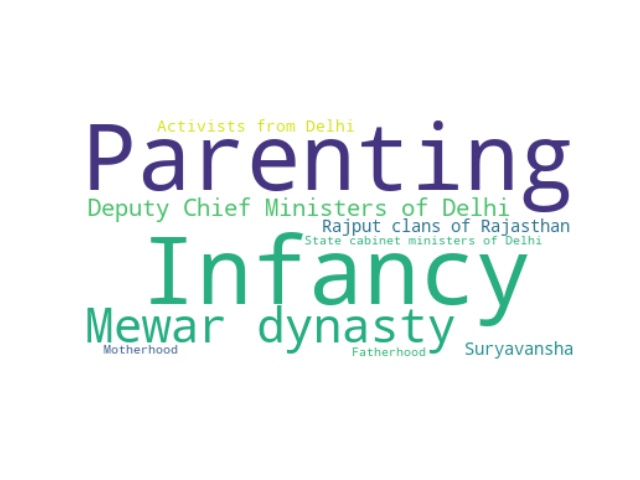 Activists from Delhi
Parenting
Deputy Chief Ministers of Delhi
Rajput clans of Rasasthan
State cabinet ministers of Delhi
Infancy
Mewar dynasty
Motherhood
Fatherhood
Suryavansha